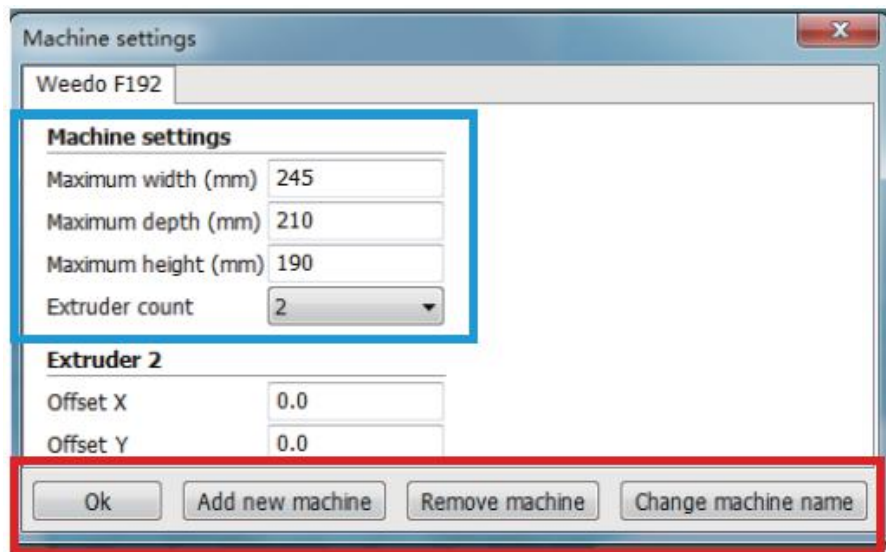 Machine settings
Weedo F192
Machine settings
Maximum width (mm) 245
Maximum depth (mm) 210
Maximum height (mm) 190
Extruder count 2
Extruder 2
Offset X 0.0
Offset Y 0.0
Ok Add new machine Remove machine Change machine name